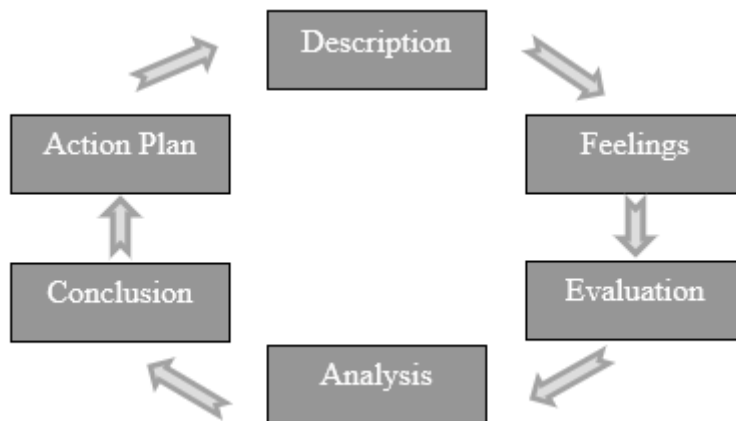 Description
Action Plan
Feelings
Conclusion
Evaluation
Analysis